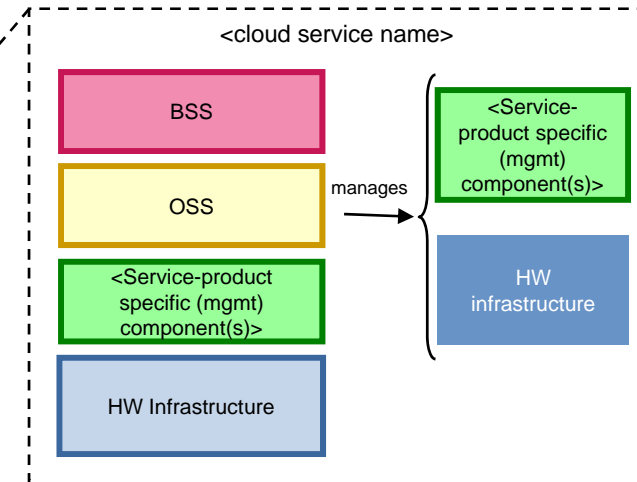 <cloud service name>
BSS
OSS
<Service-product
specific (mgmt)
component(s)>
HW Infrastructure
manages
<Service-
product specific
(mgmt)
component(s)>
HW
infrastructure